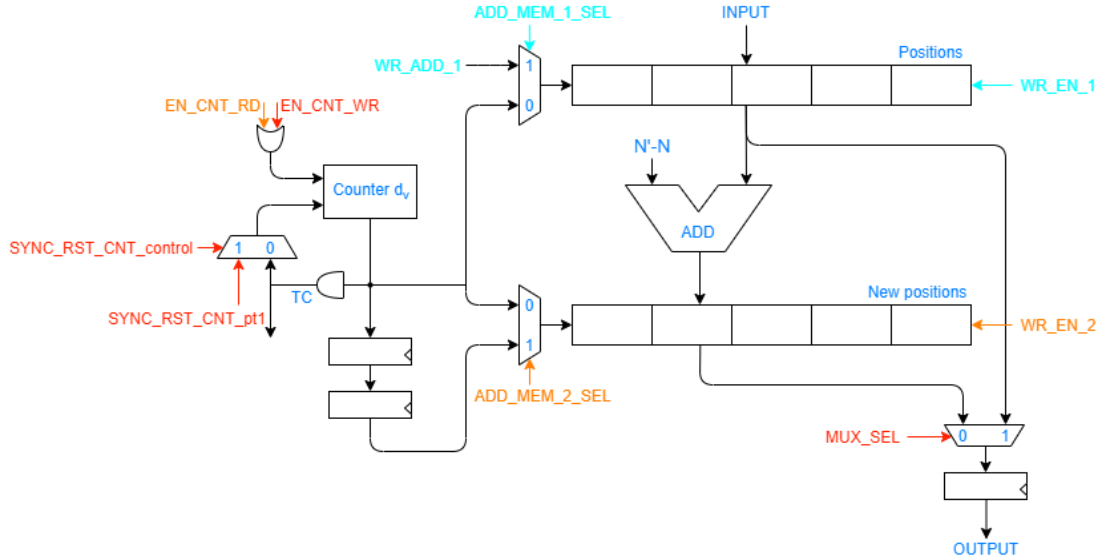 ADD_MEM_1_SEL
INPUT
WR_ADD_1
1
0
Positions
WR_EN_1
EN_CNT_RD
EN_CNT_WR
N'-N
Counter dv
ADD
SYNC_RST_CNT_control
1 0
TC
SYNC_RST_CNT_pt1
New positions
0
1
WR_EN_2
ADD_MEM_2_SEL
MUX_SEL
0 1
OUTPUT